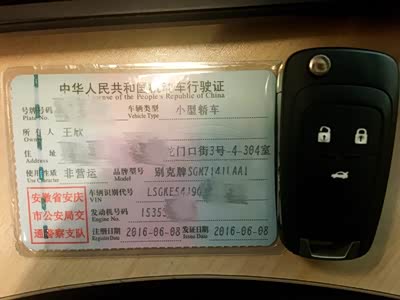 中华人民共和国机动车行驶证
of the People's Republic of China
号牌号码 车辆类型 小型轿车
Plate No. Vehicle Type
所有人 王欣
Owner
住址 龙门口街3号-4-304室
Address
使用性质 非营运 品牌型号 别克牌SGK7141LAA1
Use Character Model
安徽省安庆市公安局交通警察支队
车辆识别代号 LSGKE54
VIN
发动机号码 1535
Engine No.
注册日期 2016-06-08 发证日期 2016-06-08
Register Date Issue Date